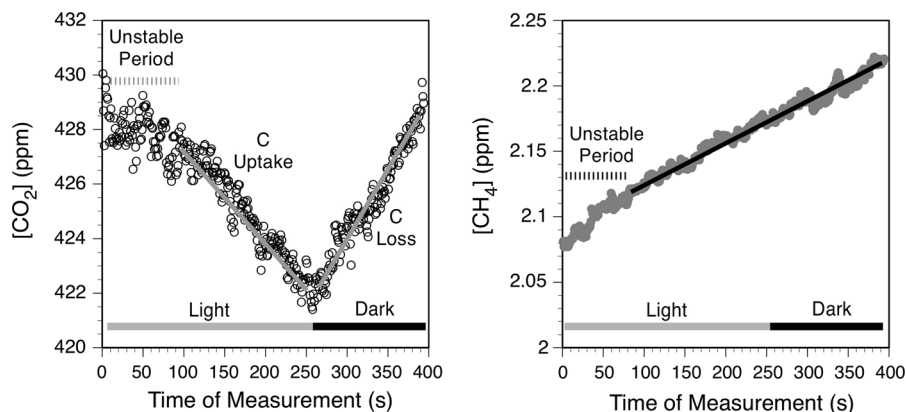 432
430
428
426
424
422
420
[CO2] (ppm)
Unstable
Period
C
Uptake
C
Loss
Light
Dark
0 50 100 150 200 250 300 350 400
Time of Measurement (s)
2.25
2.2
2.15
2.1
2.05
2
[CH4] (ppm)
Unstable
Period
Light
Dark
0 50 100 150 200 250 300 350 400
Time of Measurement (s)